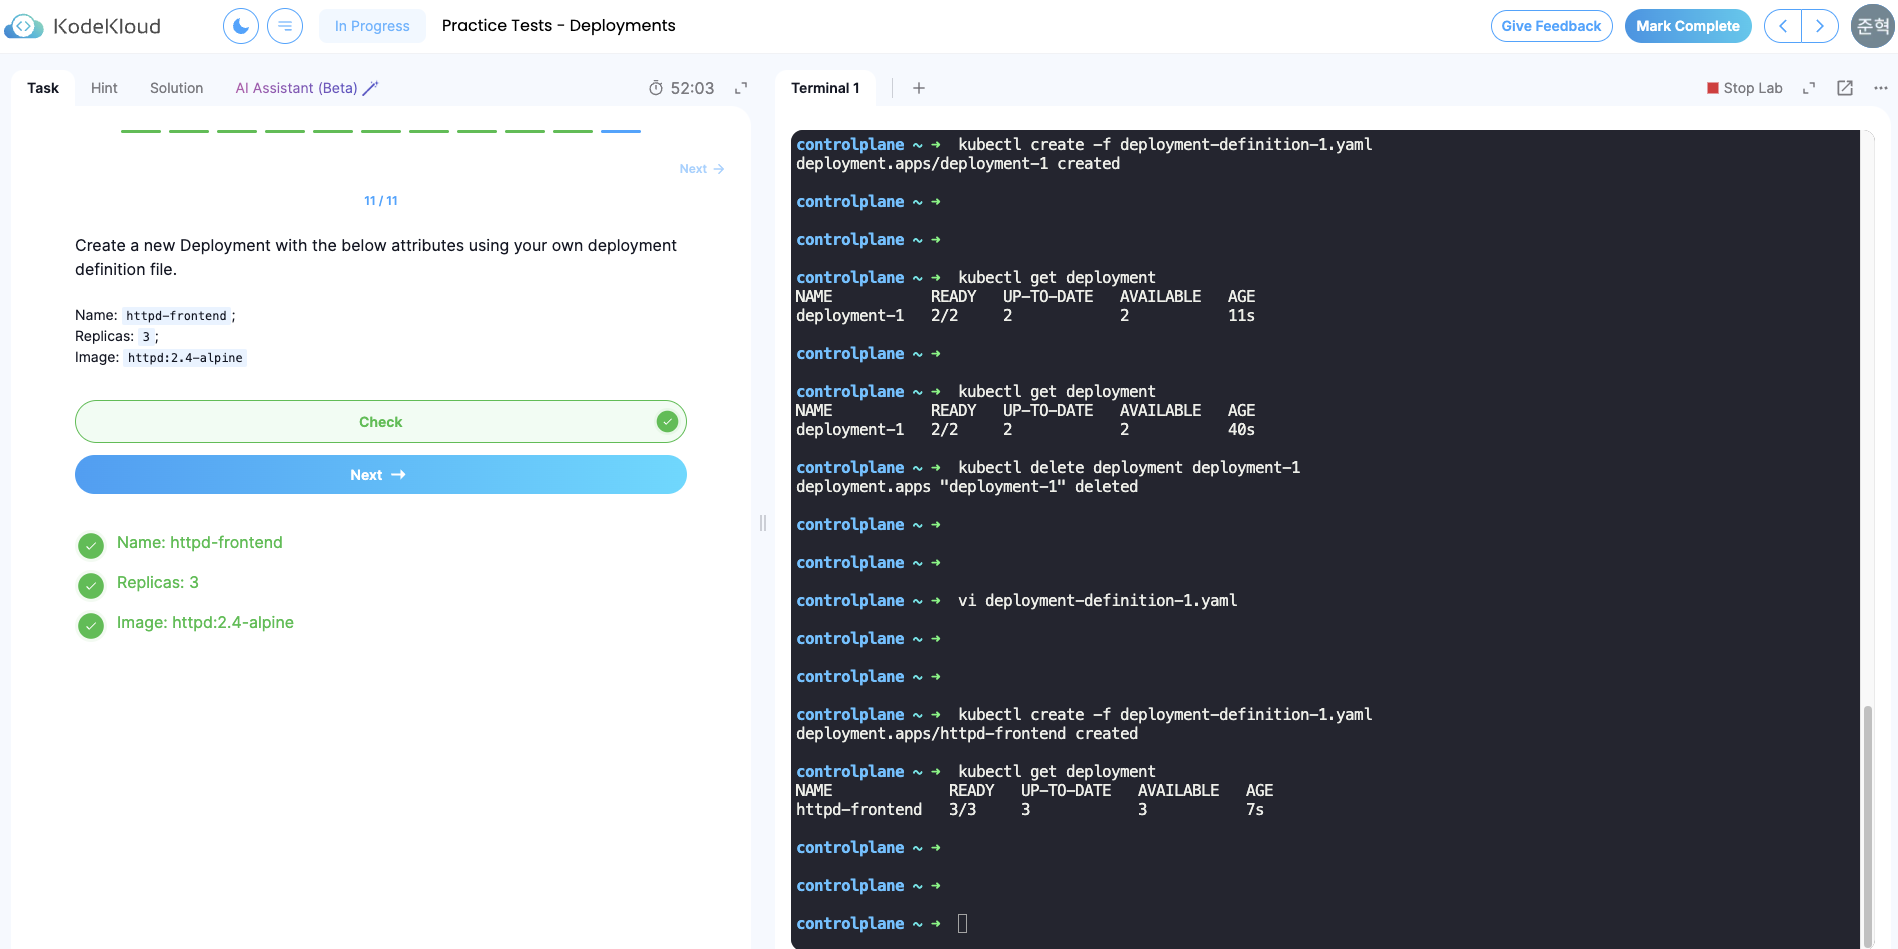 KodeKloud
In Progress
Practice Tests - Deployments
Give Feedback
Mark Complete
준혁
Task
Hint
Solution
AI Assistant (Beta)
52:03
Next →
11 / 11
Create a new Deployment with the below attributes using your own deployment
definition file.
Name: httpd-frontend ;
Replicas: 3 ;
Image: httpd:2.4-alpine
Check
Next →
Name: httpd-frontend
Replicas: 3
Image: httpd:2.4-alpine
Terminal 1
+
Stop Lab
controlplane ~ ➜  kubectl create -f deployment-definition-1.yaml
deployment.apps/deployment-1 created
controlplane ~ ➜
controlplane ~ ➜
controlplane ~ ➜  kubectl get deployment
NAME           READY   UP-TO-DATE   AVAILABLE   AGE
deployment-1   2/2     2            2           11s
controlplane ~ ➜
controlplane ~ ➜  kubectl get deployment
NAME           READY   UP-TO-DATE   AVAILABLE   AGE
deployment-1   2/2     2            2           40s
controlplane ~ ➜  kubectl delete deployment deployment-1
deployment.apps "deployment-1" deleted
controlplane ~ ➜
controlplane ~ ➜
controlplane ~ ➜  vi deployment-definition-1.yaml
controlplane ~ ➜
controlplane ~ ➜
controlplane ~ ➜  kubectl create -f deployment-definition-1.yaml
deployment.apps/httpd-frontend created
controlplane ~ ➜  kubectl get deployment
NAME             READY   UP-TO-DATE   AVAILABLE   AGE
httpd-frontend   3/3     3            3           7s
controlplane ~ ➜
controlplane ~ ➜
controlplane ~ ➜